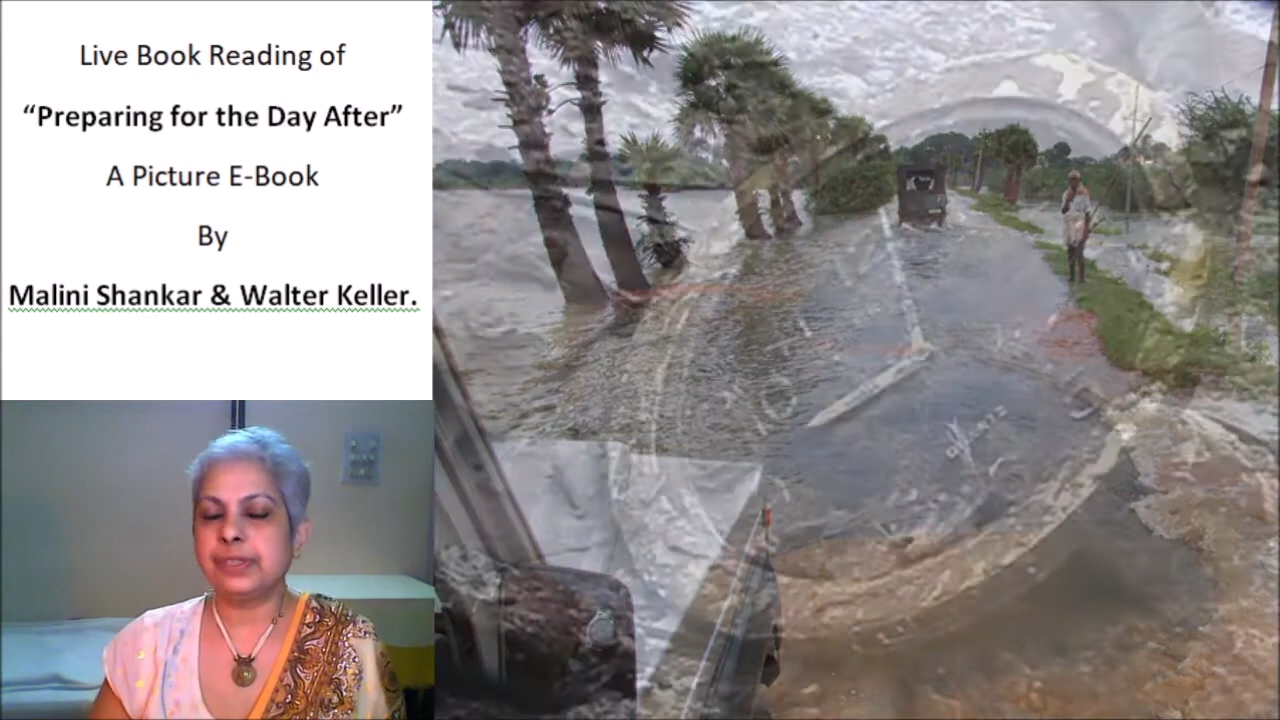 Live Book Reading of
“Preparing for the Day After”
A Picture E-Book
By
Malini Shankar & Walter Keller.